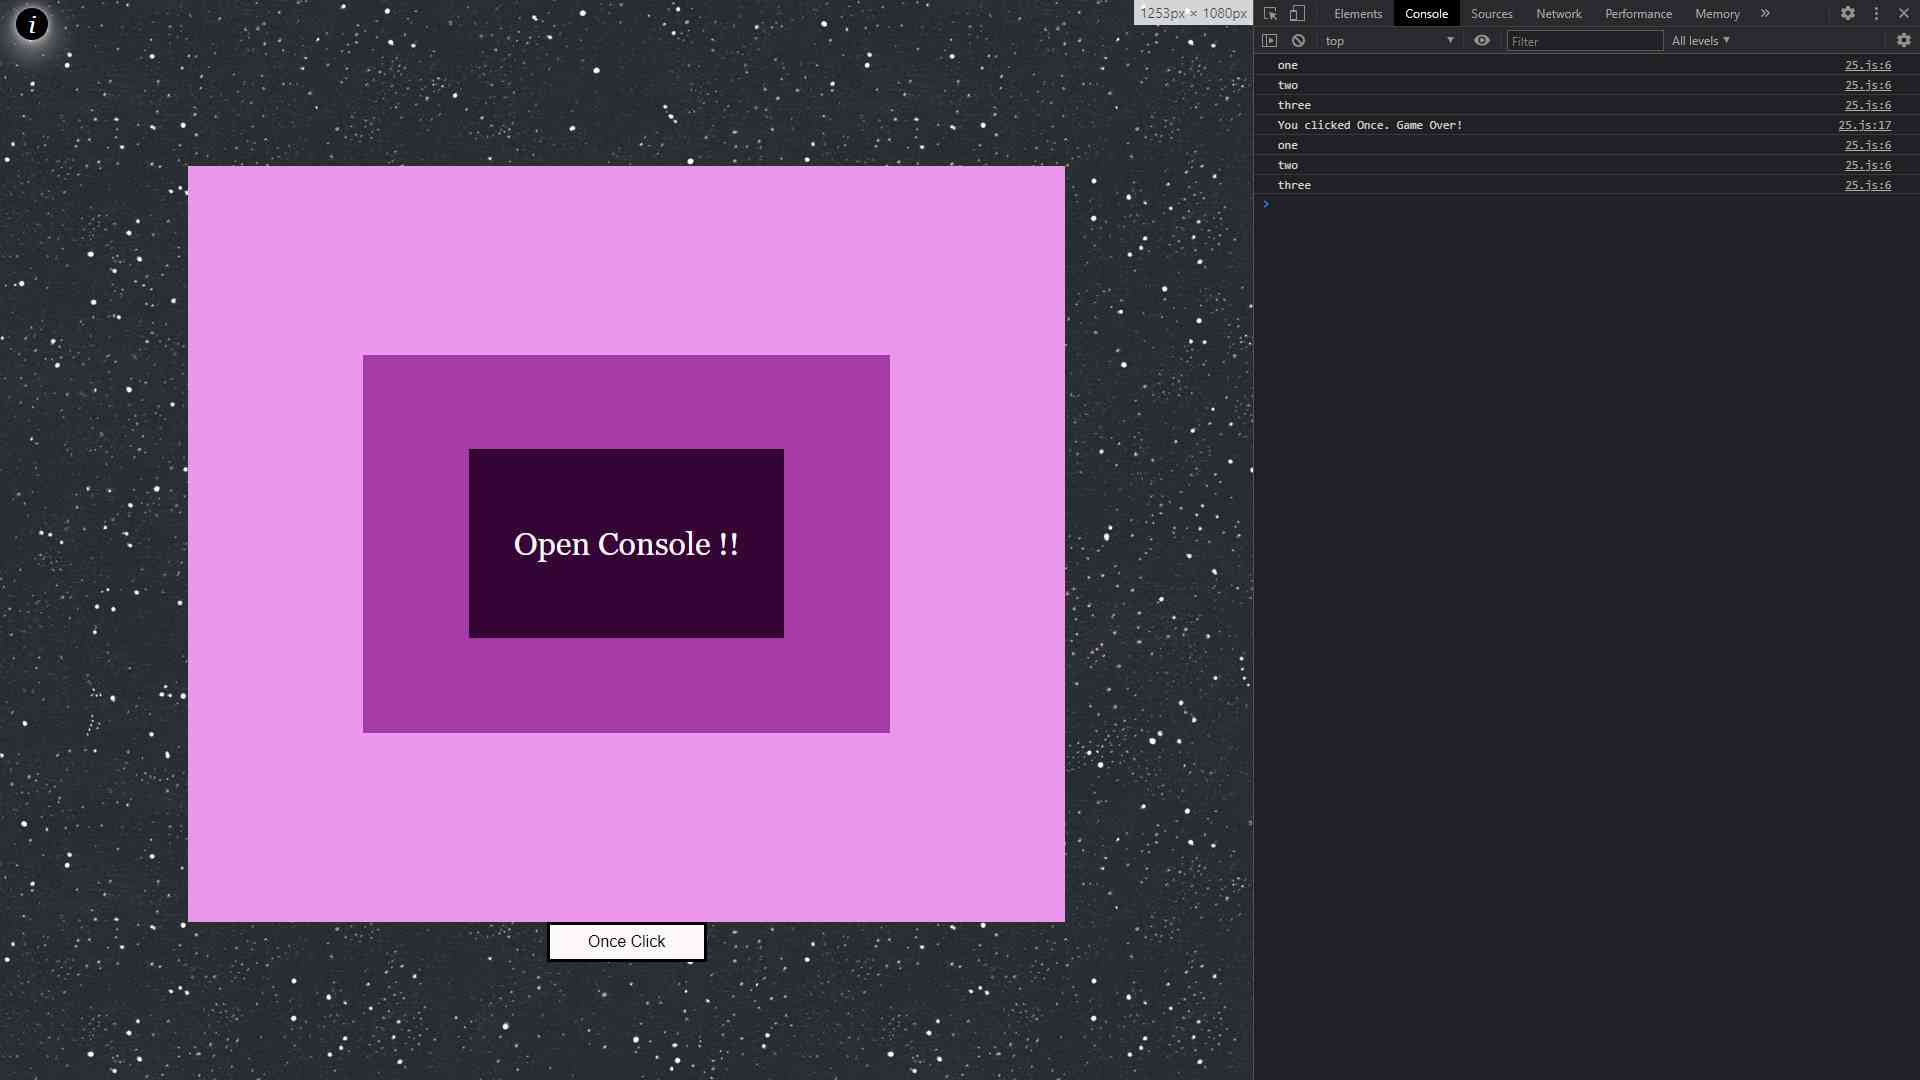 i
1253px × 1080px
Elements Console Sources Network Performance Memory »
top Filter All levels
one 25.js:6
two 25.js:6
three 25.js:6
You clicked Once. Game Over! 25.js:17
one 25.js:6
two 25.js:6
three 25.js:6
Open Console !!
Once Click